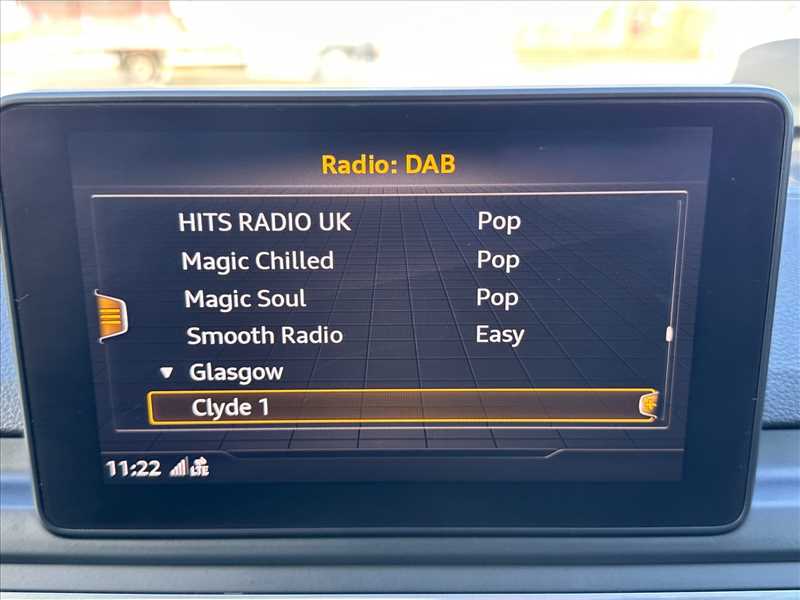 Radio: DAB
HITS RADIO UK Pop
Magic Chilled Pop
Magic Soul Pop
Smooth Radio Easy
Glasgow
Clyde 1
11:22 LTE